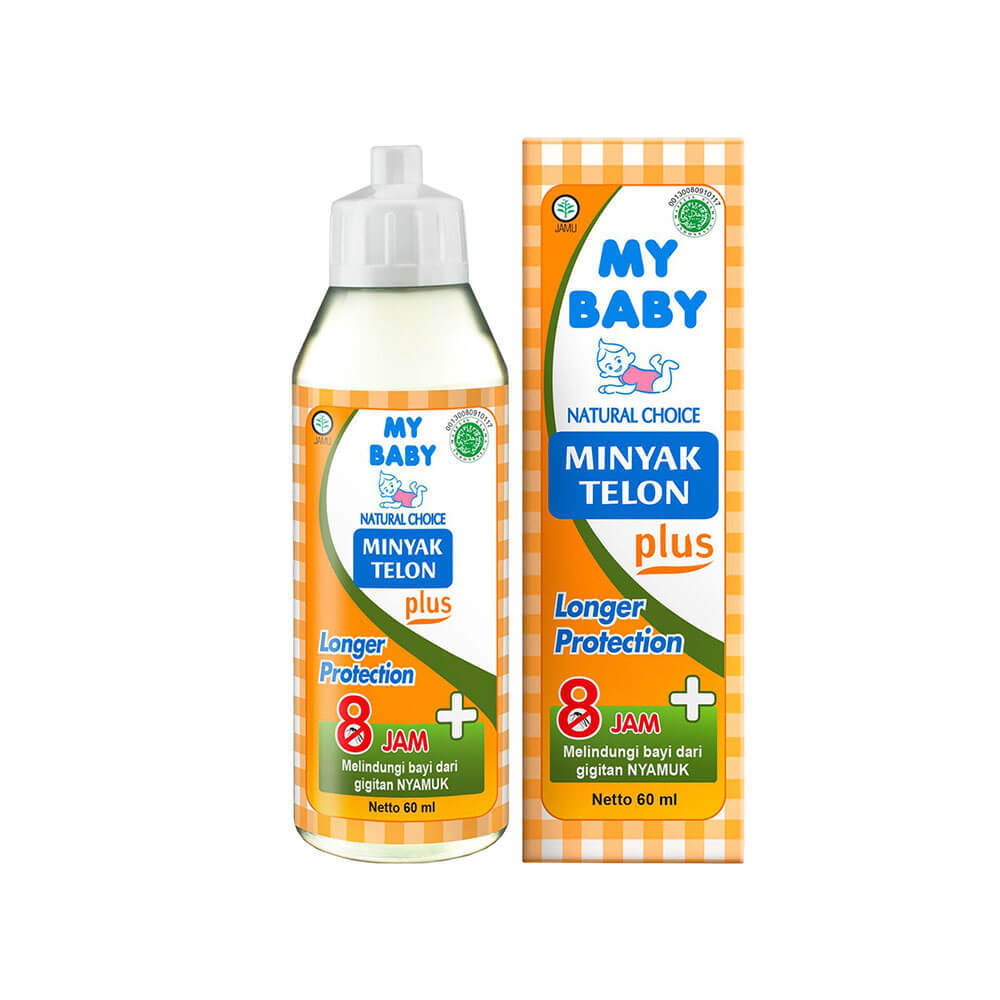 JAMU
00130080910117
MY
BABY
NATURAL CHOICE
MINYAK
TELON
plus
Longer
Protection
8 JAM
Melindungi bayi dari
gigitan NYAMUK
Netto 60 ml
JAMU
00130080910117
MY
BABY
NATURAL CHOICE
MINYAK
TELON
plus
Longer
Protection
8 JAM
Melindungi bayi dari
gigitan NYAMUK
Netto 60 ml